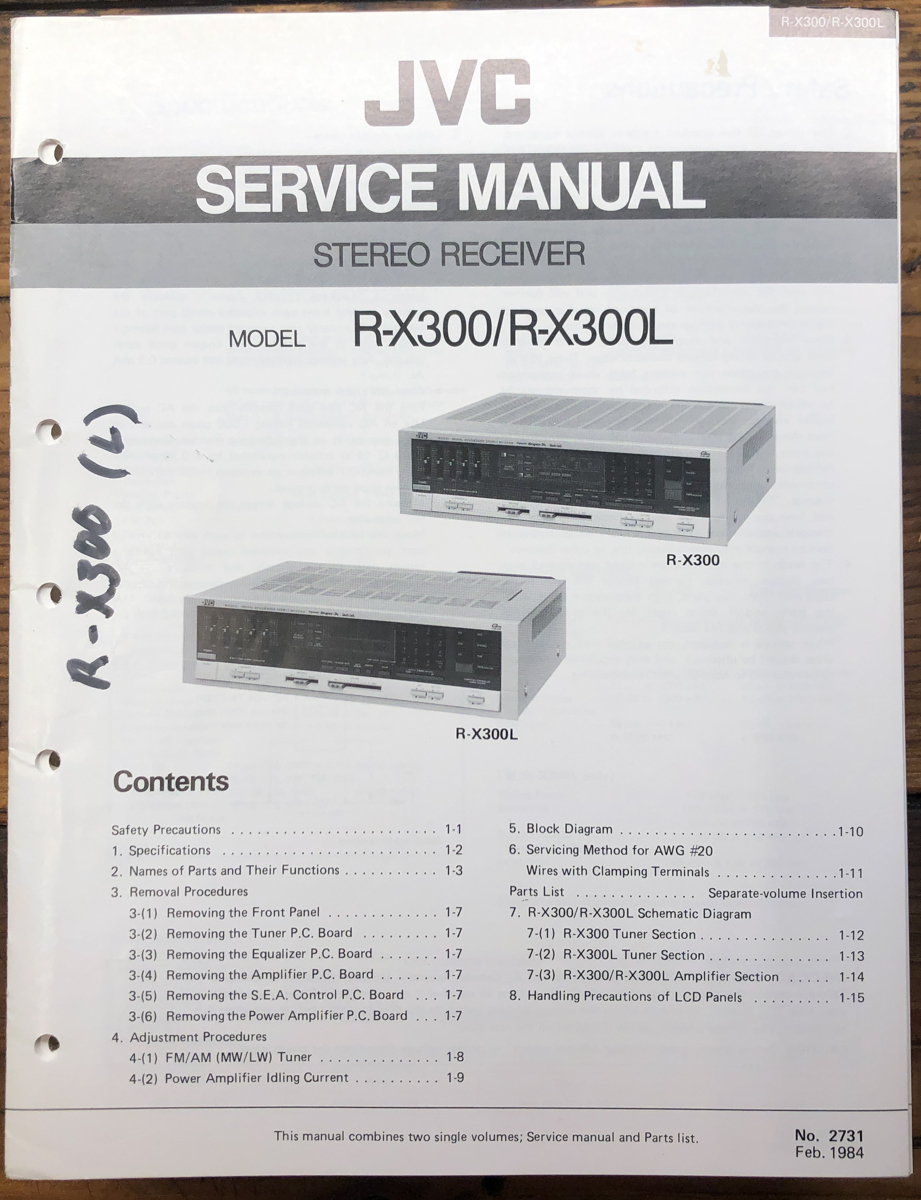 R-X300/R-X300L
JVC
SERVICE MANUAL
STEREO RECEIVER
MODEL R-X300/R-X300L
R-X300 (L)
JVC
R-X300
JVC
R-X300L
Contents
Safety Precautions . . . . . . . . . . . . . . . . . . . . . . . . 1-1
1. Specifications . . . . . . . . . . . . . . . . . . . . . . . . . 1-2
2. Names of Parts and Their Functions . . . . . . . . . . . 1-3
3. Removal Procedures
3-(1) Removing the Front Panel . . . . . . . . . . . . . 1-7
3-(2) Removing the Tuner P.C. Board . . . . . . . . . 1-7
3-(3) Removing the Equalizer P.C. Board . . . . . . . 1-7
3-(4) Removing the Amplifier P.C. Board . . . . . . . 1-7
3-(5) Removing the S.E.A. Control P.C. Board . . . 1-7
3-(6) Removing the Power Amplifier P.C. Board . . . 1-7
4. Adjustment Procedures
4-(1) FM/AM (MW/LW) Tuner . . . . . . . . . . . . . . 1-8
4-(2) Power Amplifier Idling Current . . . . . . . . . . 1-9
5. Block Diagram . . . . . . . . . . . . . . . . . . . . . . . . .1-10
6. Servicing Method for AWG #20
Wires with Clamping Terminals . . . . . . . . . . . . . .1-11
Parts List . . . . . . . . . . . . Separate-volume Insertion
7. R-X300/R-X300L Schematic Diagram
7-(1) R-X300 Tuner Section . . . . . . . . . . . . . . . 1-12
7-(2) R-X300L Tuner Section . . . . . . . . . . . . . . 1-13
7-(3) R-X300/R-X300L Amplifier Section . . . . . 1-14
8. Handling Precautions of LCD Panels . . . . . . . . . 1-15
This manual combines two single volumes; Service manual and Parts list.
No. 2731
Feb. 1984